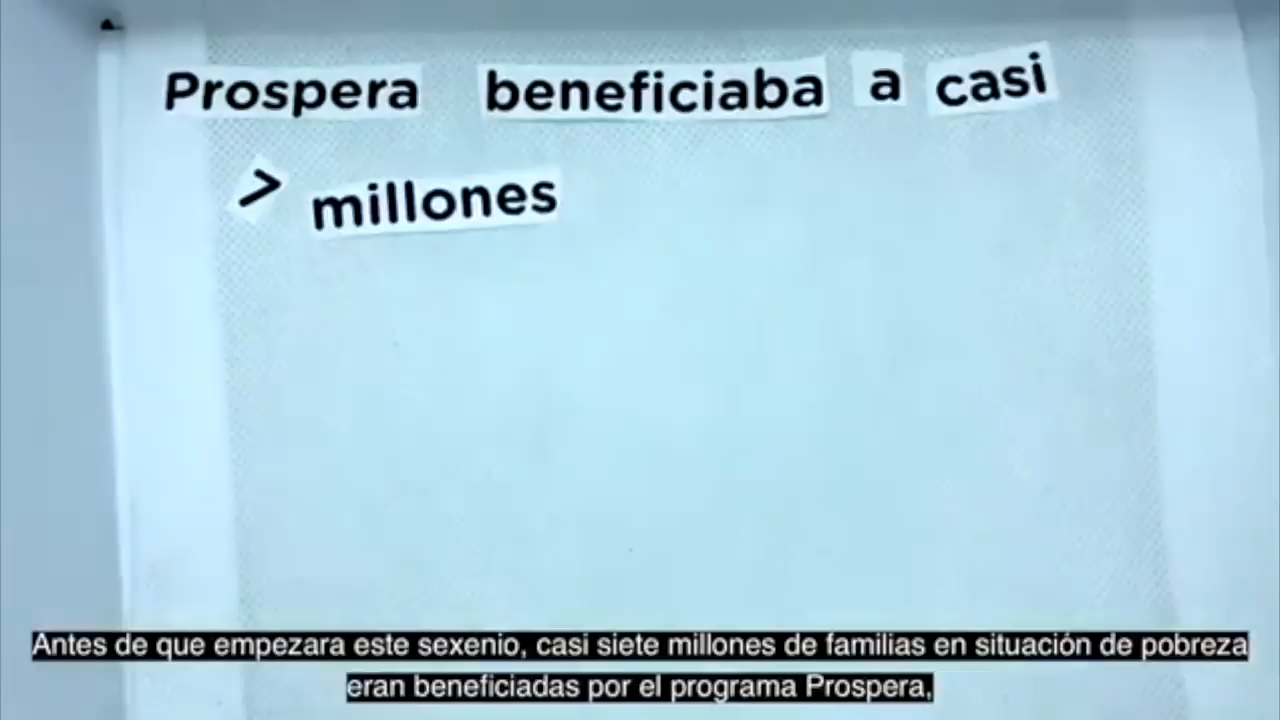 Prospera beneficiaba a casi
7 millones
Antes de que empezara este sexenio, casi siete millones de familias en situación de pobreza
eran beneficiadas por el programa Prospera,